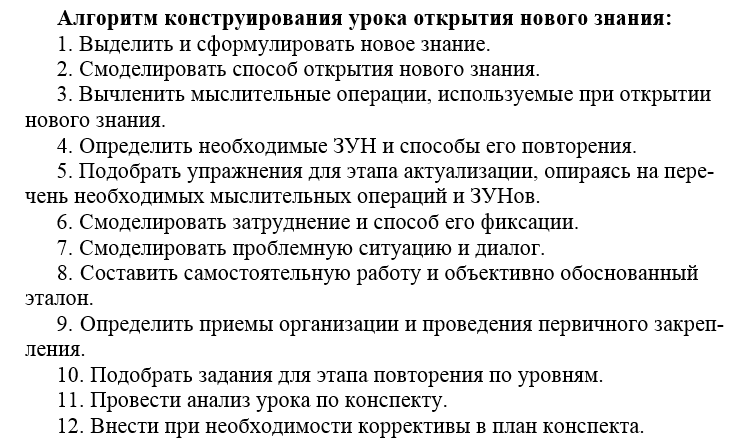 Алгоритм конструирования урока открытия нового знания:
1. Выделить и сформулировать новое знание.
2. Смоделировать способ открытия нового знания.
3. Вычленить мыслительные операции, используемые при открытии
нового знания.
4. Определить необходимые ЗУН и способы его повторения.
5. Подобрать упражнения для этапа актуализации, опираясь на пере-
чень необходимых мыслительных операций и ЗУНов.
6. Смоделировать затруднение и способ его фиксации.
7. Смоделировать проблемную ситуацию и диалог.
8. Составить самостоятельную работу и объективно обоснованный
эталон.
9. Определить приемы организации и проведения первичного закреп-
ления.
10. Подобрать задания для этапа повторения по уровням.
11. Провести анализ урока по конспекту.
12. Внести при необходимости коррективы в план конспекта.